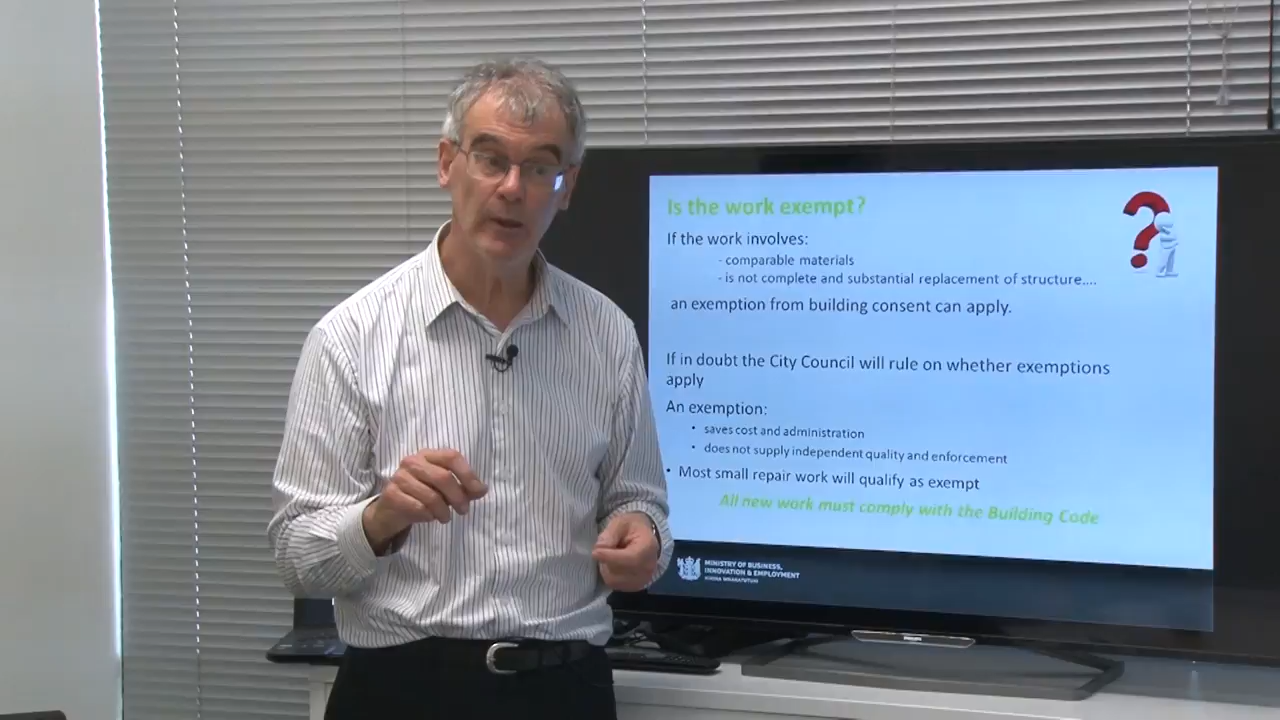 Is the work exempt?
If the work involves:
- comparable materials
- is not complete and substantial replacement of structure....
an exemption from building consent can apply.
If in doubt the City Council will rule on whether exemptions
apply
An exemption:
• saves cost and administration
• does not supply independent quality and enforcement
• Most small repair work will qualify as exempt
All new work must comply with the Building Code
MINISTRY OF BUSINESS,
INNOVATION & EMPLOYMENT
HĪKINA WHAKATUTUKI